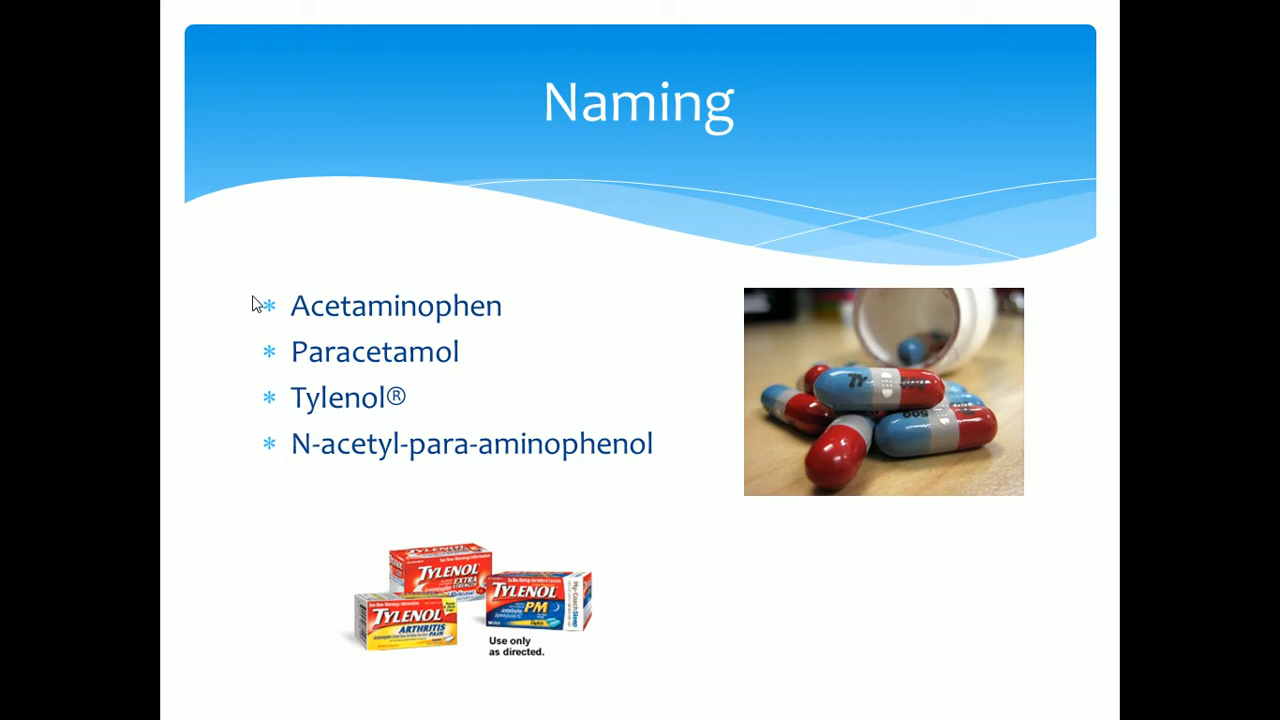 Naming
Acetaminophen
Paracetamol
Tylenol®
N-acetyl-para-aminophenol
500
TYLENOL
EXTRA
STRENGTH
TYLENOL
PM
TYLENOL
ARTHRITIS
PAIN
Use only
as directed.